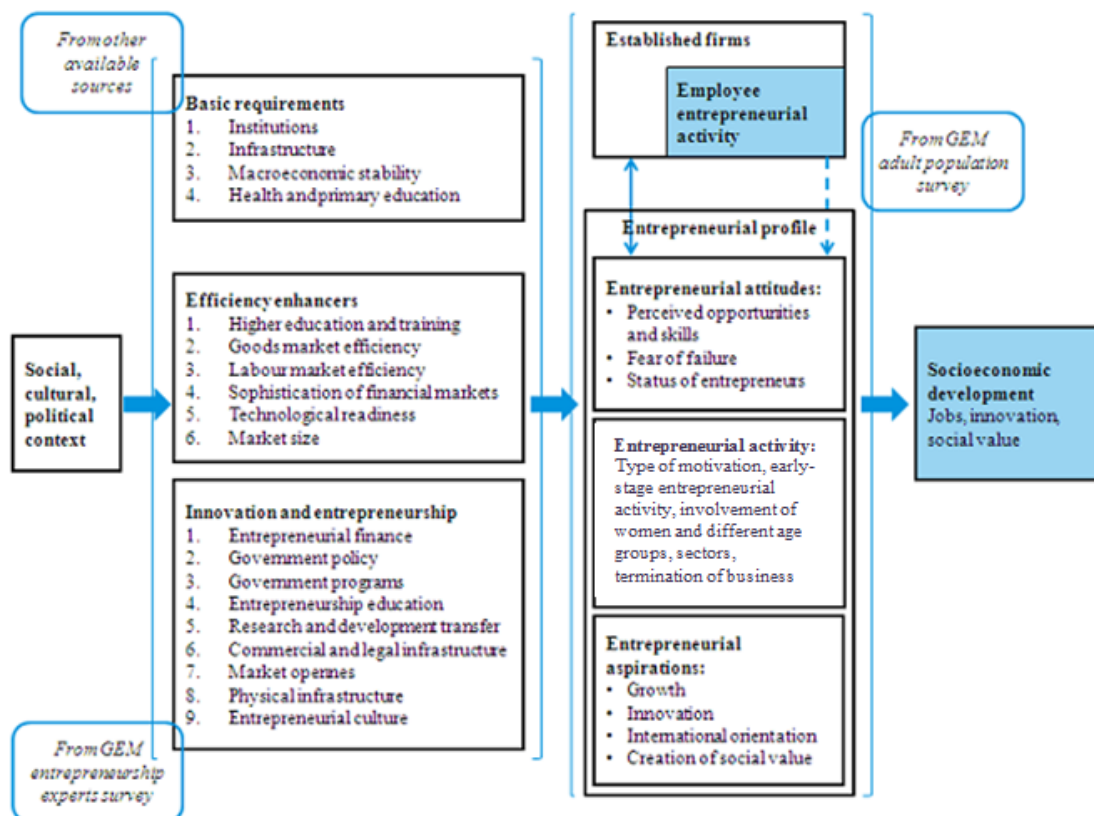 From other
available
sources
Basic requirements
1. Institutions
2. Infrastructure
3. Macroeconomic stability
4. Health andprimary education
Efficiency enhancers
1. Higher education and training
2. Goods market efficiency
3. Labour market efficiency
4. Sophistication of financial markets
5. Technological readiness
6. Market size
Social,
cultural,
political
context
Innovation and entrepreneurship
1. Entrepreneurial finance
2. Government policy
3. Government programs
4. Entrepreneurship education
5. Research and development transfer
6. Commercial and legal infrastructure
7. Market opennes
8. Physical infrastructure
9. Entrepreneurial culture
From GEM
entrepreneurship
experts survey
Established firms
Employee
entrepreneurial
activity
From GEM
adult population
survey
Entrepreneurial profile
Entrepreneurial attitudes:
• Perceived opportunities
and skills
• Fear of failure
• Status of entrepreneurs
Entrepreneurial activity:
Type of motivation, early-
stage entrepreneurial
activity, involvement of
women and different age
groups, sectors,
termination of business
Entrepreneurial
aspirations:
• Growth
• Innovation
• International orientation
• Creation of social value
Socioeconomic
development
Jobs, innovation,
social value